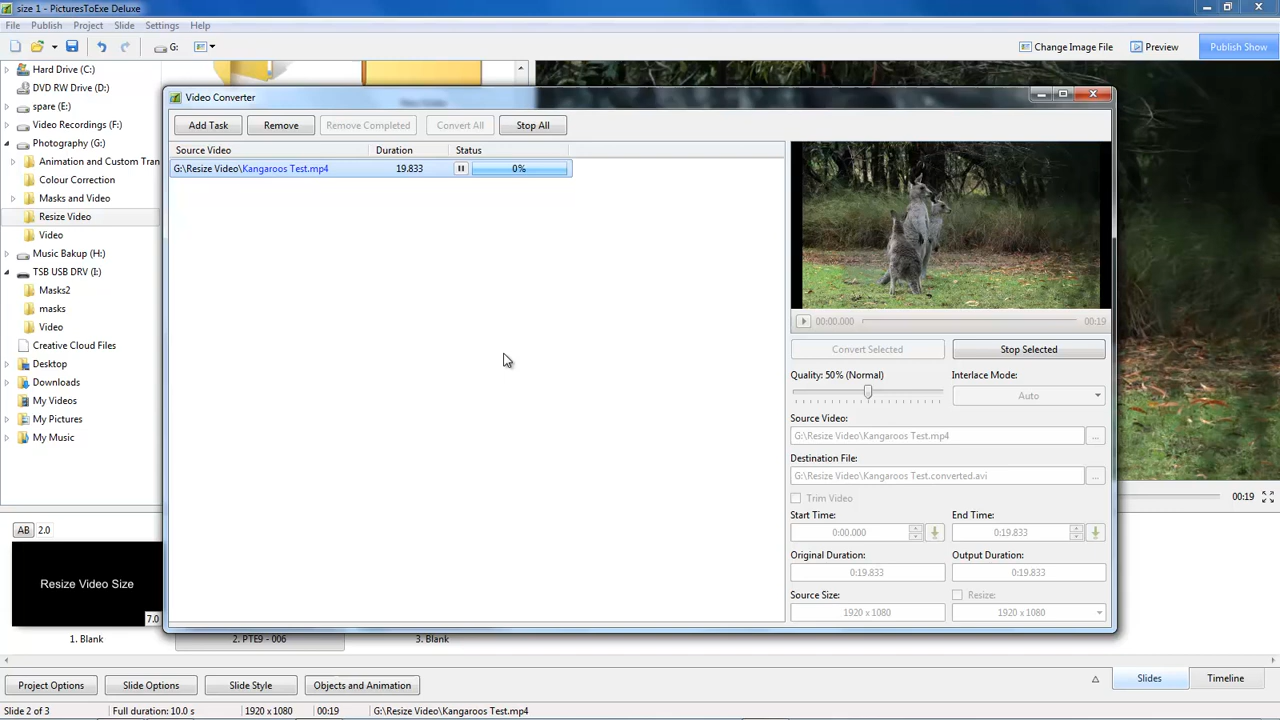 size 1 - PicturesToExe Deluxe
File Publish Project Slide Settings Help
G: Change Image File Preview Publish Show
Hard Drive (C:)
DVD RW Drive (D:)
spare (E:)
Video Recordings (F:)
Photography (G:)
Animation and Custom Tran
Colour Correction
Masks and Video
Resize Video
Video
Music Bakup (H:)
TSB USB DRV (E:)
Masks2
masks
Video
Creative Cloud Files
Desktop
Downloads
My Videos
My Pictures
My Music
Video Converter
Add Task Remove Remove Completed Convert All Stop All
Source Video Duration Status
G:\Resize Video\Kangaroos Test.mp4 19.833 0%
00:00.000 00:19
Convert Selected Stop Selected
Quality: 50% (Normal) Interlace Mode:
Auto
Source Video:
G:\Resize Video\Kangaroos Test.mp4 ...
Destination File:
G:\Resize Video\Kangaroos Test.converted.avi ...
Trim Video
Start Time: End Time:
0:00.000 0:19.833
Original Duration: Output Duration:
0:19.833 0:19.833
Source Size: Resize:
1920 x 1080 1920 x 1080
00:19
AB 2.0
Resize Video Size
7.0
1. Blank 2. PTE9 - 006 3. Blank
Project Options Slide Options Slide Style Objects and Animation Slides Timeline
Slide 2 of 3 Full duration: 10.0 s 1920 x 1080 00:19 G:\Resize Video\Kangaroos Test.mp4